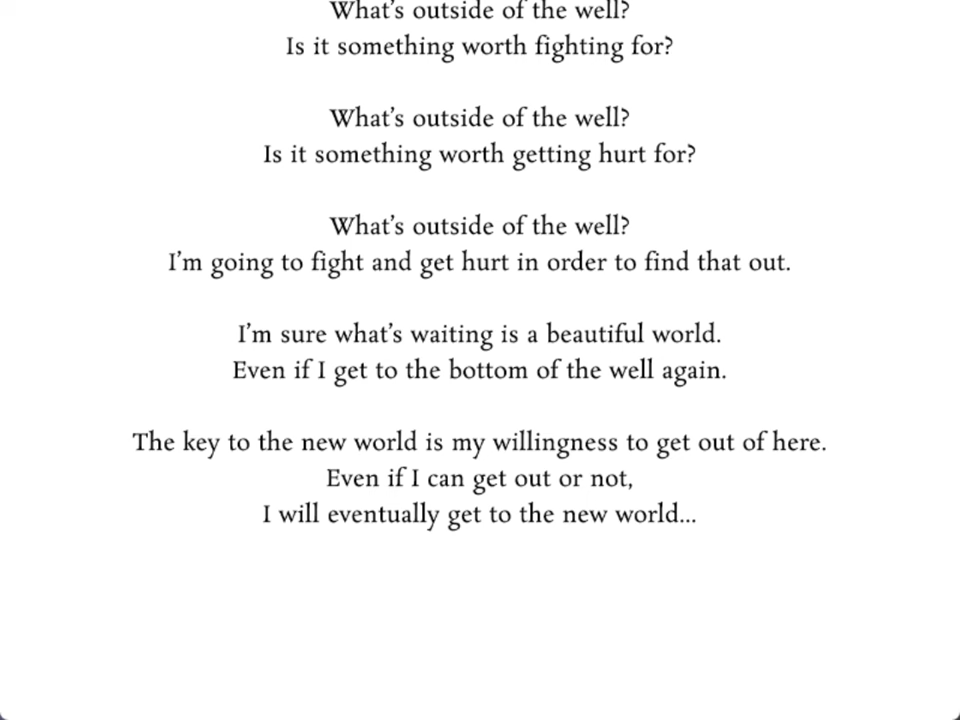 What's outside of the well?
Is it something worth fighting for?
What's outside of the well?
Is it something worth getting hurt for?
What's outside of the well?
I'm going to fight and get hurt in order to find that out.
I'm sure what's waiting is a beautiful world.
Even if I get to the bottom of the well again.
The key to the new world is my willingness to get out of here.
Even if I can get out or not,
I will eventually get to the new world...